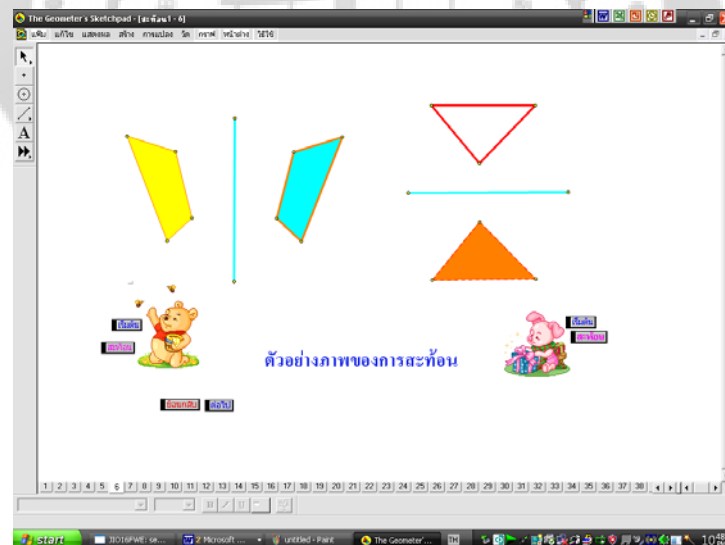 The Geometer's Sketchpad - [สะท้อน1 - 6]
แฟ้ม แก้ไข แสดงผล สร้าง การแปลง วัด กราฟ หน้าต่าง วิธีใช้
A
เริ่มต้น
สะท้อน
เริ่มต้น
สะท้อน
ตัวอย่างภาพของการสะท้อน
ย้อนกลับ ต่อไป
1 2 3 4 5 6 7 8 9 10 11 12 13 14 15 16 17 18 19 20 21 22 23 24 25 26 27 28 29 30 31 32 33 34 35 36 37 38
B I U
start JIO16FWE: se... 2 Microsoft ... untitled - Paint The Geometer'... TH